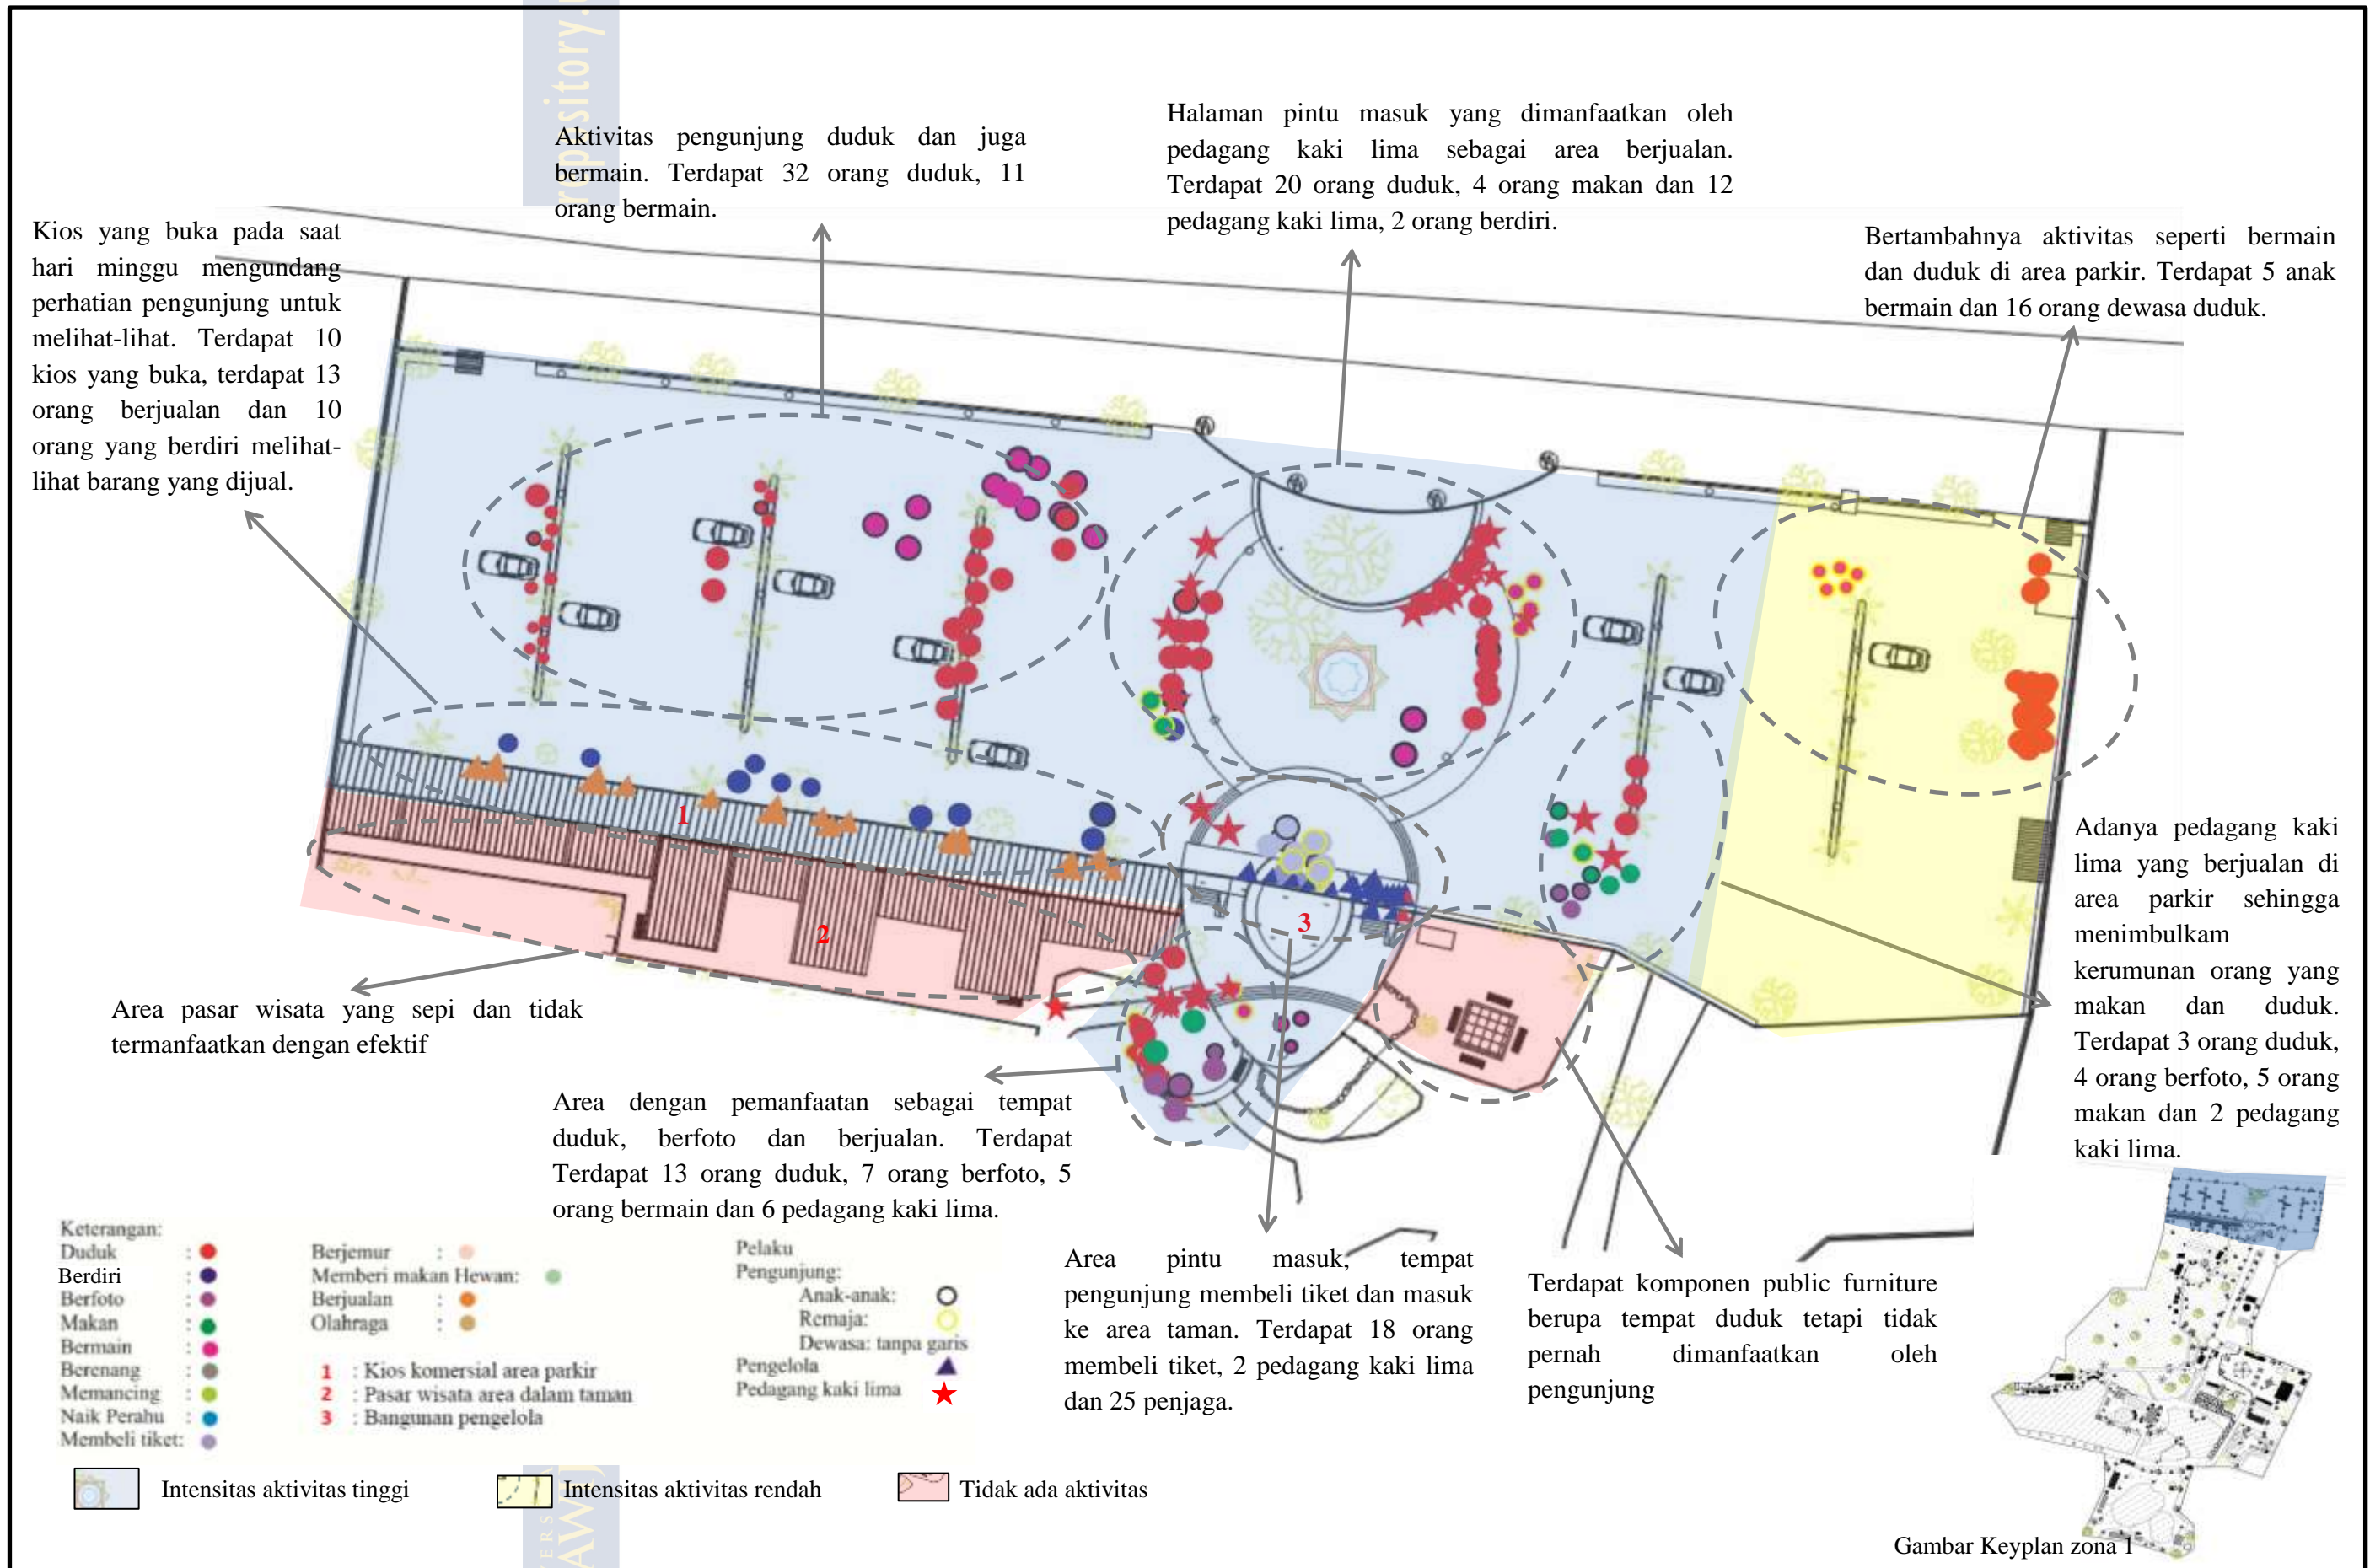 repository.
Aktivitas pengunjung duduk dan juga
bermain. Terdapat 32 orang duduk, 11
orang bermain.
Halaman pintu masuk yang dimanfaatkan oleh
pedagang kaki lima sebagai area berjualan.
Terdapat 20 orang duduk, 4 orang makan dan 12
pedagang kaki lima, 2 orang berdiri.
Kios yang buka pada saat
hari minggu mengundang
perhatian pengunjung untuk
melihat-lihat. Terdapat 10
kios yang buka, terdapat 13
orang berjualan dan 10
orang yang berdiri melihat-
lihat barang yang dijual.
Bertambahnya aktivitas seperti bermain
dan duduk di area parkir. Terdapat 5 anak
bermain dan 16 orang dewasa duduk.
1
2
3
Adanya pedagang kaki
lima yang berjualan di
area parkir sehingga
menimbulkam
kerumunan orang yang
makan dan duduk.
Terdapat 3 orang duduk,
4 orang berfoto, 5 orang
makan dan 2 pedagang
kaki lima.
Area pasar wisata yang sepi dan tidak
termanfaatkan dengan efektif
Area dengan pemanfaatan sebagai tempat
duduk, berfoto dan berjualan. Terdapat
Terdapat 13 orang duduk, 7 orang berfoto, 5
orang bermain dan 6 pedagang kaki lima.
Area pintu masuk, tempat
pengunjung membeli tiket dan masuk
ke area taman. Terdapat 18 orang
membeli tiket, 2 pedagang kaki lima
dan 25 penjaga.
Terdapat komponen public furniture
berupa tempat duduk tetapi tidak
pernah dimanfaatkan oleh
pengunjung
Keterangan:
Duduk :
Berdiri :
Berfoto :
Makan :
Bermain :
Berenang :
Memancing :
Naik Perahu :
Membeli tiket:
Berjemur :
Memberi makan Hewan:
Berjualan :
Olahraga :
1 : Kios komersial area parkir
2 : Pasar wisata area dalam taman
3 : Bangunan pengelola
Pelaku
Pengunjung:
Anak-anak:
Remaja:
Dewasa: tanpa garis
Pengelola
Pedagang kaki lima
Intensitas aktivitas tinggi
Intensitas aktivitas rendah
Tidak ada aktivitas
Gambar Keyplan zona 1